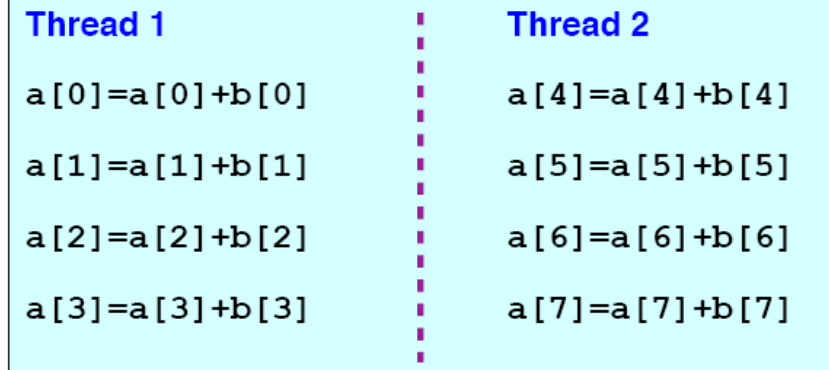 Thread 1
a[0]=a[0]+b[0]
a[1]=a[1]+b[1]
a[2]=a[2]+b[2]
a[3]=a[3]+b[3]
Thread 2
a[4]=a[4]+b[4]
a[5]=a[5]+b[5]
a[6]=a[6]+b[6]
a[7]=a[7]+b[7]